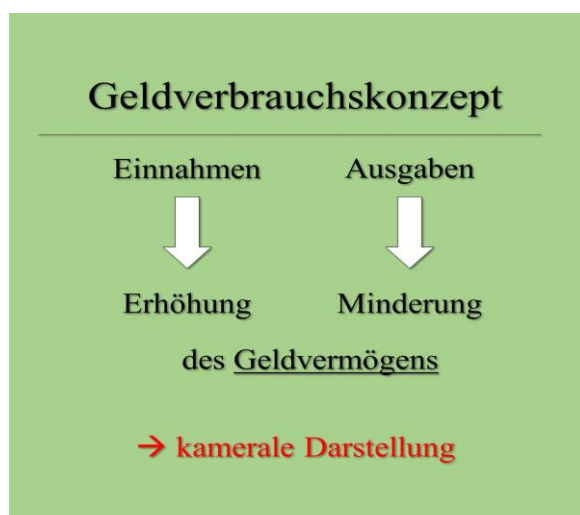 Geldverbrauchskonzept
Einnahmen Ausgaben
Erhöhung Minderung
des Geldvermögens
→ kamerale Darstellung